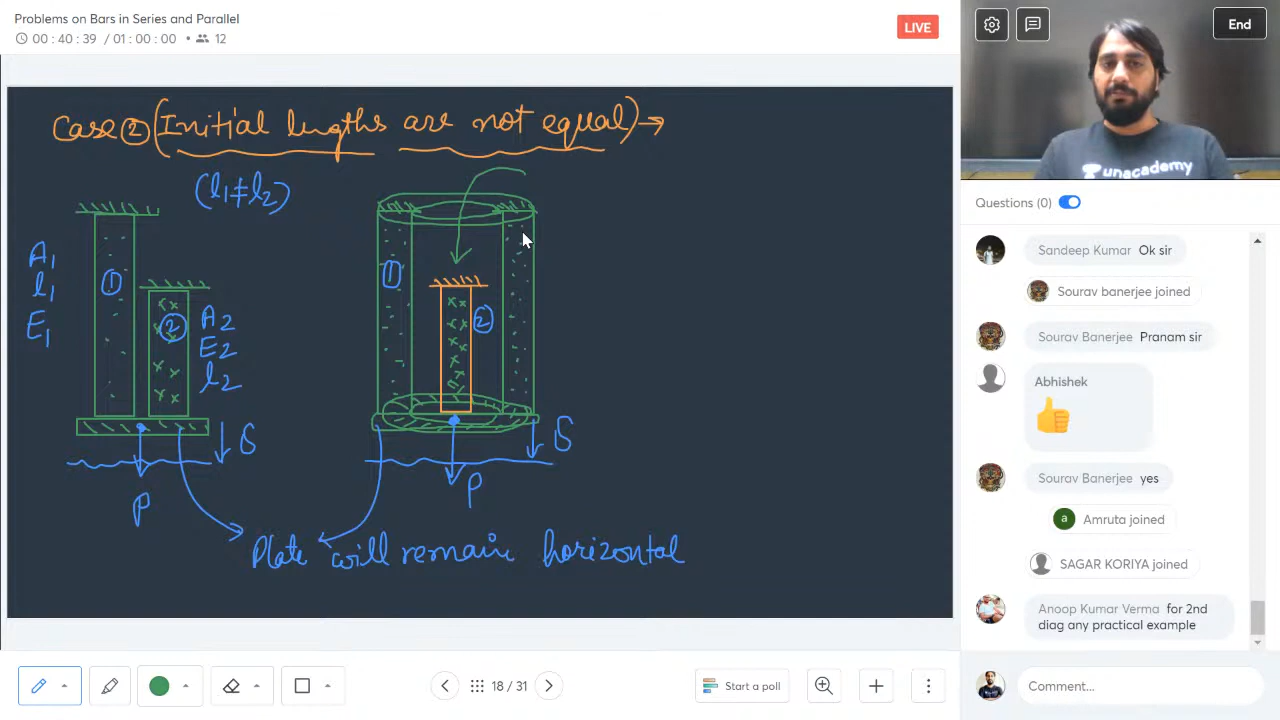 Problems on Bars in Series and Parallel
00 : 40 : 39 / 01 : 00 : 00 • 12
LIVE
End
Case ② (Initial lengths are not equal) →
(l1 ≠ l2)
A1
l1
E1
①
②
A2
E2
l2
δ
P
①
②
δ
P
Plate will remain horizontal
unacademy
Questions (0)
Sandeep Kumar Ok sir
Sourav banerjee joined
Sourav Banerjee Pranam sir
Abhishek
Sourav Banerjee yes
a Amruta joined
SAGAR KORIYA joined
Anoop Kumar Verma for 2nd
diag any practical example
18 / 31
Start a poll
Comment...